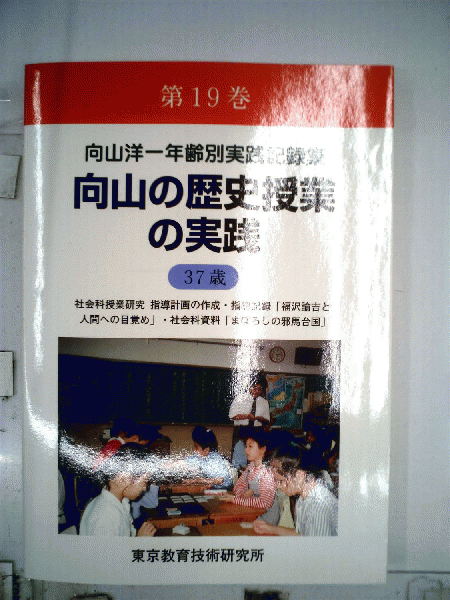 第19巻
向山洋一年齢別実践記録集
向山の歴史授業
の実践
37歳
社会科授業研究 指導計画の作成・指導記録「福沢諭吉と
人間への目覚め」・社会科資料「まぼろしの邪馬台国」
東京教育技術研究所